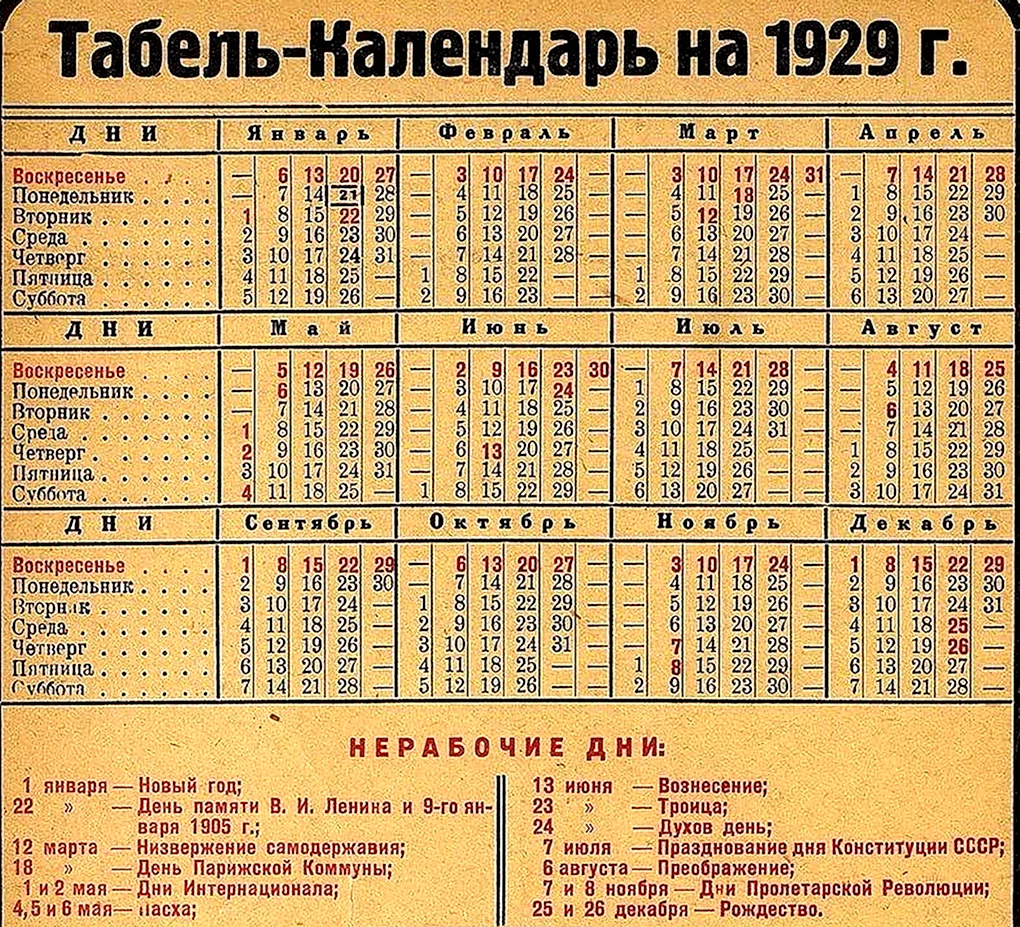 Табель-Календарь на 1929 г.
ДНИ Январь Февраль Март Апрель
Воскресенье . . . . — 6 13 20 27 — 3 10 17 24 — — 3 10 17 24 31 — 7 14 21 28
Понедельник . . . . — 7 14 21 28 — 4 11 18 25 — — 4 11 18 25 — 1 8 15 22 29
Вторник . . . . . . 1 8 15 22 29 — 5 12 19 26 — — 5 12 19 26 — 2 9 16 23 30
Среда . . . . . . . 2 9 16 23 30 — 6 13 20 27 — — 6 13 20 27 — 3 10 17 24 —
Четверг . . . . . . 3 10 17 24 31 — 7 14 21 28 — — 7 14 21 28 — 4 11 18 25 —
Пятница . . . . . . 4 11 18 25 — 1 8 15 22 — — 1 8 15 22 29 — 5 12 19 26 —
Суббота . . . . . . 5 12 19 26 — 2 9 16 23 — — 2 9 16 23 30 — 6 13 20 27 —
ДНИ Май Июнь Июль Август
Воскресенье . . . . — 5 12 19 26 — 2 9 16 23 30 — 7 14 21 28 — — 4 11 18 25
Понедельник . . . . — 6 13 20 27 — 3 10 17 24 — 1 8 15 22 29 — — 5 12 19 26
Вторник . . . . . . — 7 14 21 28 — 4 11 18 25 — 2 9 16 23 30 — — 6 13 20 27
Среда . . . . . . . 1 8 15 22 29 — 5 12 19 26 — 3 10 17 24 31 — — 7 14 21 28
Четверг . . . . . . 2 9 16 23 30 — 6 13 20 27 — 4 11 18 25 — — 1 8 15 22 29
Пятница . . . . . . 3 10 17 24 31 — 7 14 21 28 — 5 12 19 26 — — 2 9 16 23 30
Суббота . . . . . . 4 11 18 25 — 1 8 15 22 29 — 6 13 20 27 — — 3 10 17 24 31
ДНИ Сентябрь Октябрь Ноябрь Декабрь
Воскресенье . . . . 1 8 15 22 29 — 6 13 20 27 — — 3 10 17 24 — 1 8 15 22 29
Понедельник . . . . 2 9 16 23 30 — 7 14 21 28 — — 4 11 18 25 — 2 9 16 23 30
Вторник . . . . . . 3 10 17 24 — 1 8 15 22 29 — — 5 12 19 26 — 3 10 17 24 31
Среда . . . . . . . 4 11 18 25 — 2 9 16 23 30 — — 6 13 20 27 — 4 11 18 25 —
Четверг . . . . . . 5 12 19 26 — 3 10 17 24 31 — — 7 14 21 28 — 5 12 19 26 —
Пятница . . . . . . 6 13 20 27 — 4 11 18 25 — — 1 8 15 22 29 — 6 13 20 27 —
Суббота . . . . . . 7 14 21 28 — 5 12 19 26 — — 2 9 16 23 30 — 7 14 21 28 —
НЕРАБОЧИЕ ДНИ:
1 января — Новый год;
22 » — День памяти В. И. Ленина и 9-го ян-
варя 1905 г.;
12 марта — Низвержение самодержавия;
18 » — День Парижской Коммуны;
1 и 2 мая — Дни Интернационала;
4, 5 и 6 мая — Пасха;
13 июня — Вознесение;
23 » — Троица;
24 » — Духов день;
7 июля — Празднование дня Конституции СССР;
6 августа — Преображение;
7 и 8 ноября — Дни Пролетарской Революции;
25 и 26 декабря — Рождество.